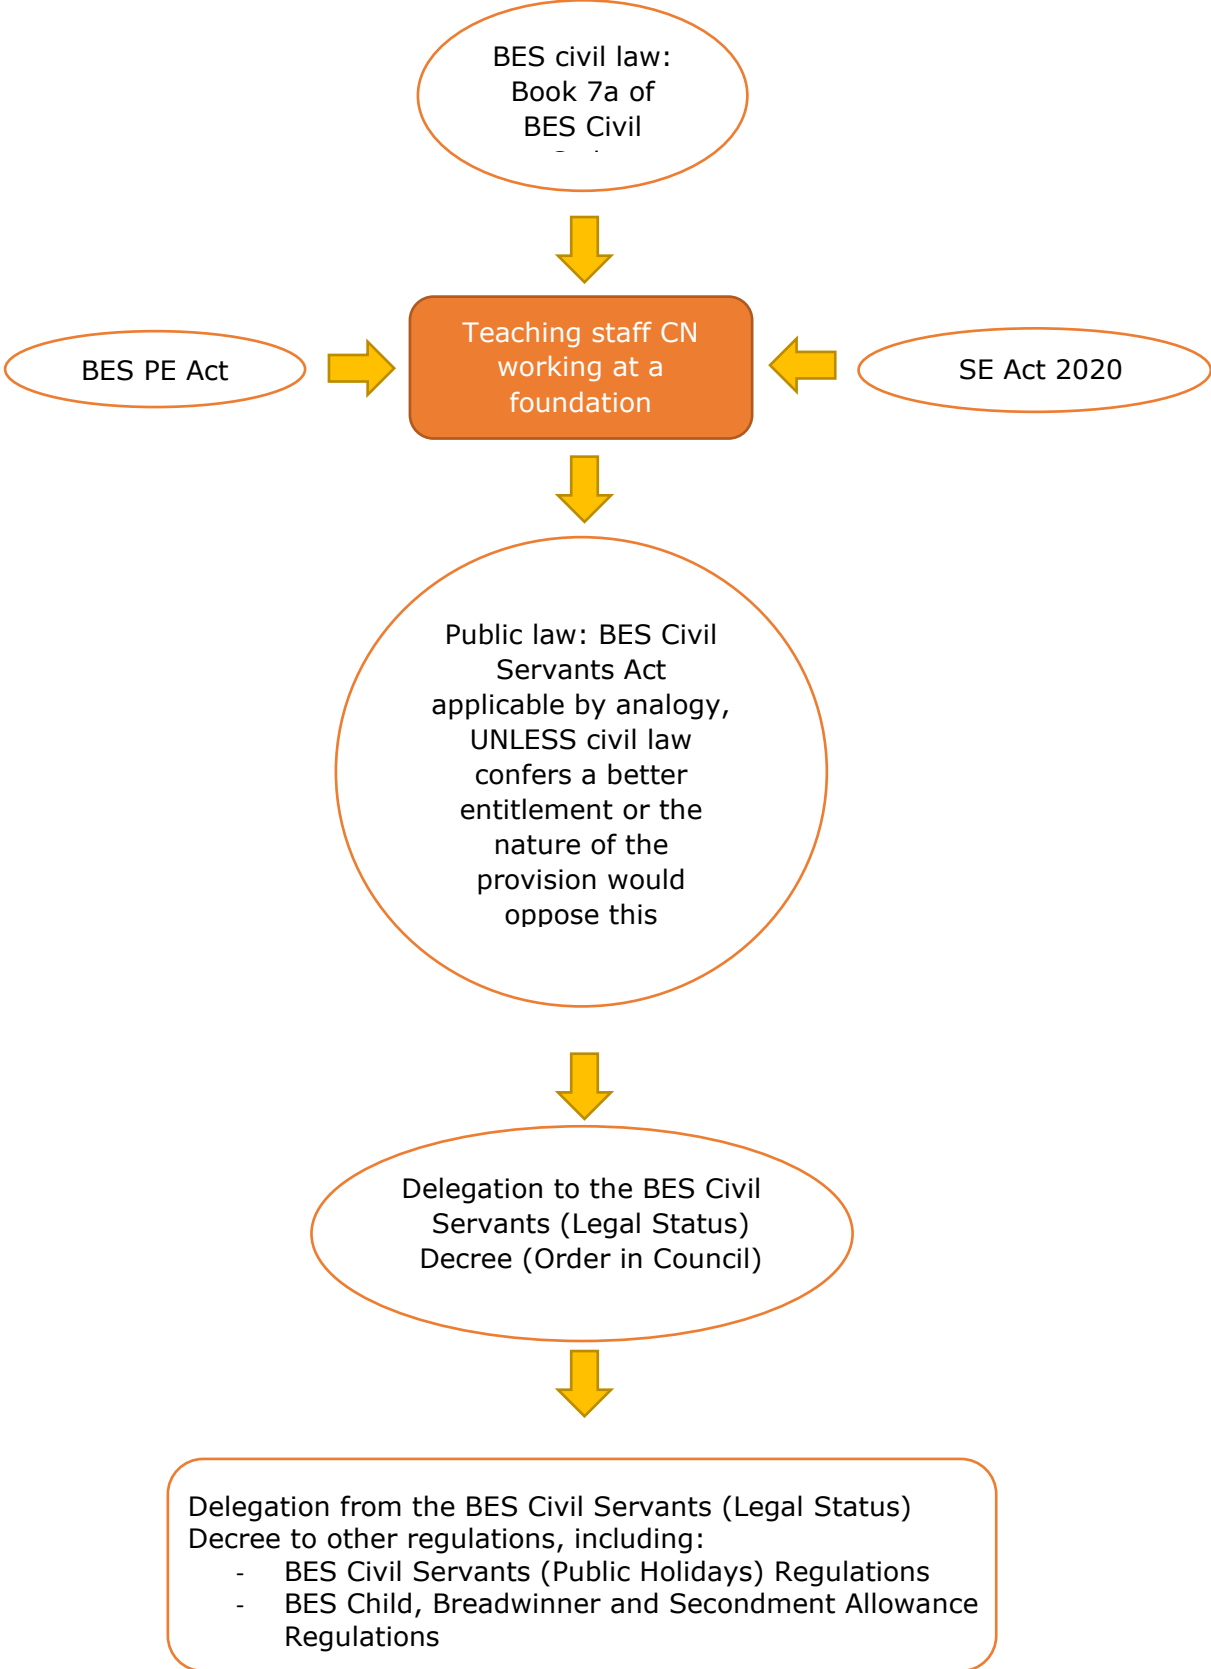 BES civil law:
Book 7a of
BES Civil
Teaching staff CN
working at a
foundation
BES PE Act
SE Act 2020
Public law: BES Civil
Servants Act
applicable by analogy,
UNLESS civil law
confers a better
entitlement or the
nature of the
provision would
oppose this
Delegation to the BES Civil
Servants (Legal Status)
Decree (Order in Council)
Delegation from the BES Civil Servants (Legal Status)
Decree to other regulations, including:
- BES Civil Servants (Public Holidays) Regulations
- BES Child, Breadwinner and Secondment Allowance
Regulations